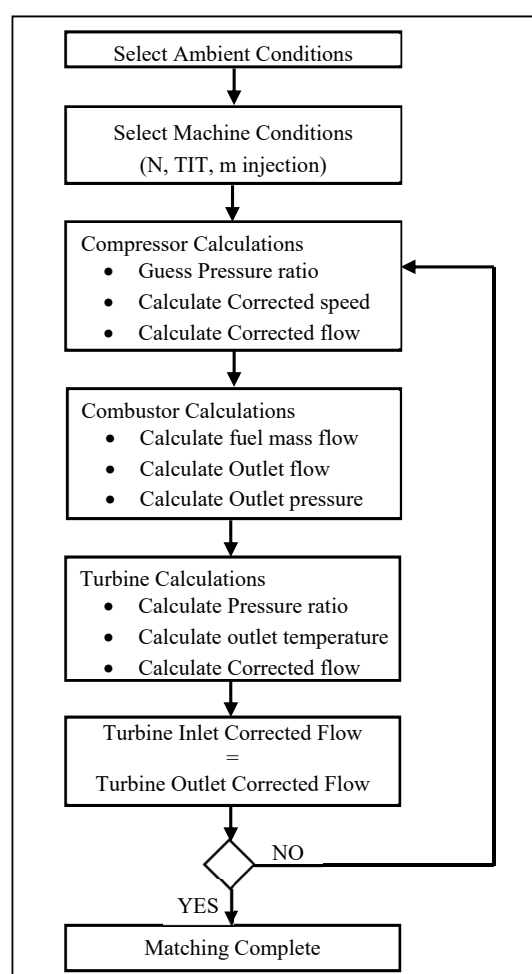 Select Ambient Conditions
Select Machine Conditions
(N, TIT, m injection)
Compressor Calculations
• Guess Pressure ratio
• Calculate Corrected speed
• Calculate Corrected flow
Combustor Calculations
• Calculate fuel mass flow
• Calculate Outlet flow
• Calculate Outlet pressure
Turbine Calculations
• Calculate Pressure ratio
• Calculate outlet temperature
• Calculate Corrected flow
Turbine Inlet Corrected Flow
=
Turbine Outlet Corrected Flow
NO
YES
Matching Complete